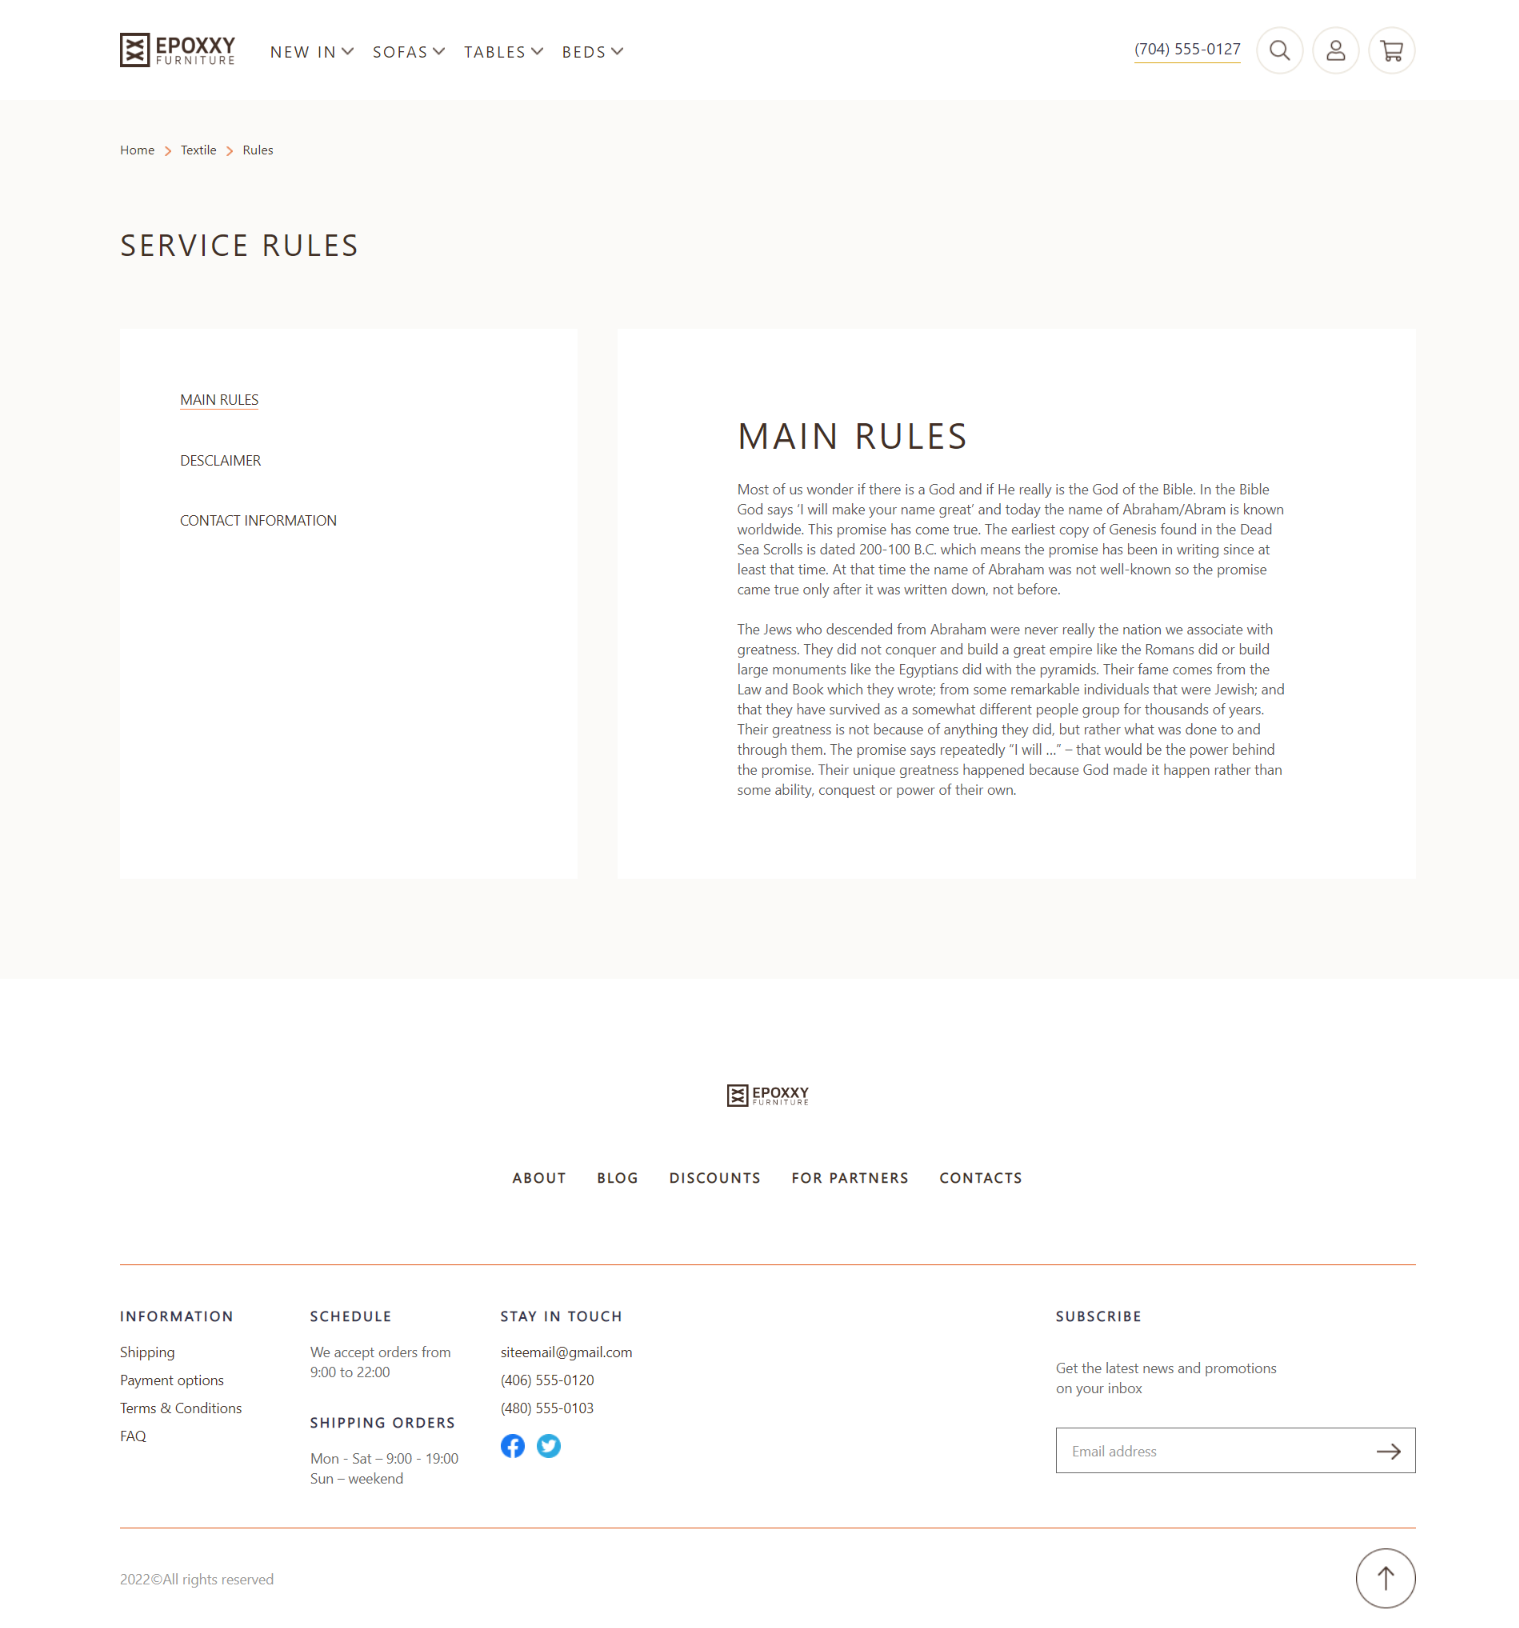 EPOXXY
FURNITURE
NEW IN
SOFAS
TABLES
BEDS
(704) 555-0127
Home
Textile
Rules
SERVICE RULES
MAIN RULES
DESCLAIMER
CONTACT INFORMATION
MAIN RULES
Most of us wonder if there is a God and if He really is the God of the Bible. In the Bible
God says ‘I will make your name great’ and today the name of Abraham/Abram is known
worldwide. This promise has come true. The earliest copy of Genesis found in the Dead
Sea Scrolls is dated 200-100 B.C. which means the promise has been in writing since at
least that time. At that time the name of Abraham was not well-known so the promise
came true only after it was written down, not before.
The Jews who descended from Abraham were never really the nation we associate with
greatness. They did not conquer and build a great empire like the Romans did or build
large monuments like the Egyptians did with the pyramids. Their fame comes from the
Law and Book which they wrote; from some remarkable individuals that were Jewish; and
that they have survived as a somewhat different people group for thousands of years.
Their greatness is not because of anything they did, but rather what was done to and
through them. The promise says repeatedly “I will …” – that would be the power behind
the promise. Their unique greatness happened because God made it happen rather than
some ability, conquest or power of their own.
EPOXXY
FURNITURE
ABOUT
BLOG
DISCOUNTS
FOR PARTNERS
CONTACTS
INFORMATION
Shipping
Payment options
Terms & Conditions
FAQ
SCHEDULE
We accept orders from
9:00 to 22:00
SHIPPING ORDERS
Mon - Sat – 9:00 - 19:00
Sun – weekend
STAY IN TOUCH
siteemail@gmail.com
(406) 555-0120
(480) 555-0103
SUBSCRIBE
Get the latest news and promotions
on your inbox
Email address
2022©All rights reserved